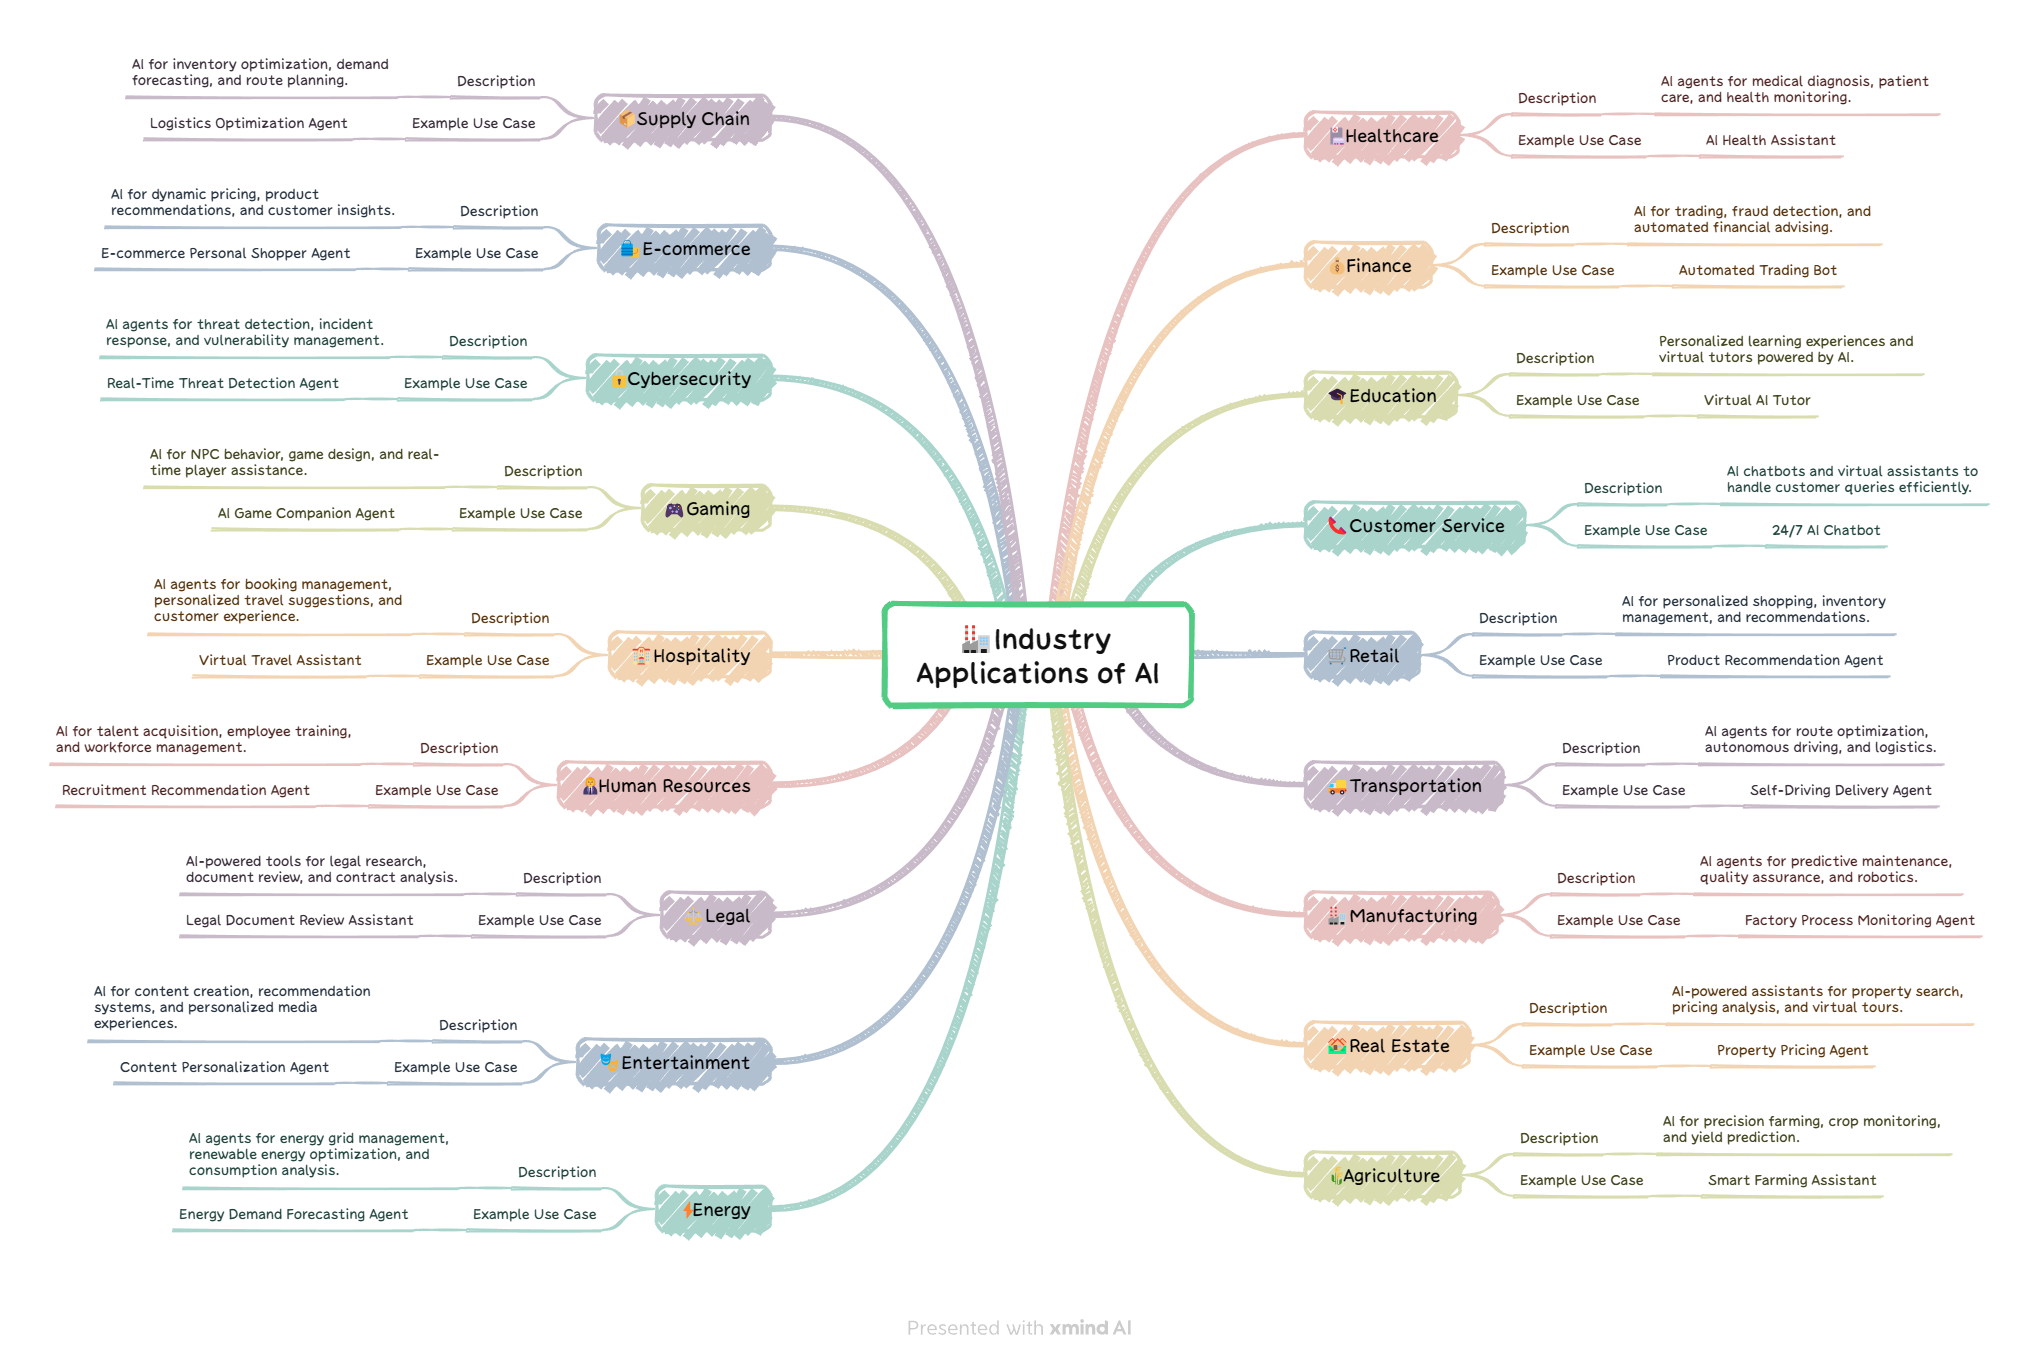 Industry
Applications of AI
Healthcare
Description
AI agents for medical diagnosis, patient
care, and health monitoring.
Example Use Case
AI Health Assistant
Finance
Description
AI for trading, fraud detection, and
automated financial advising.
Example Use Case
Automated Trading Bot
Education
Description
Personalized learning experiences and
virtual tutors powered by AI.
Example Use Case
Virtual AI Tutor
Customer Service
Description
AI chatbots and virtual assistants to
handle customer queries efficiently.
Example Use Case
24/7 AI Chatbot
Retail
Description
AI for personalized shopping, inventory
management, and recommendations.
Example Use Case
Product Recommendation Agent
Transportation
Description
AI agents for route optimization,
autonomous driving, and logistics.
Example Use Case
Self-Driving Delivery Agent
Manufacturing
Description
AI agents for predictive maintenance,
quality assurance, and robotics.
Example Use Case
Factory Process Monitoring Agent
Real Estate
Description
AI-powered assistants for property search,
pricing analysis, and virtual tours.
Example Use Case
Property Pricing Agent
Agriculture
Description
AI for precision farming, crop monitoring,
and yield prediction.
Example Use Case
Smart Farming Assistant
Supply Chain
Description
AI for inventory optimization, demand
forecasting, and route planning.
Example Use Case
Logistics Optimization Agent
E-commerce
Description
AI for dynamic pricing, product
recommendations, and customer insights.
Example Use Case
E-commerce Personal Shopper Agent
Cybersecurity
Description
AI agents for threat detection, incident
response, and vulnerability management.
Example Use Case
Real-Time Threat Detection Agent
Gaming
Description
AI for NPC behavior, game design, and real-
time player assistance.
Example Use Case
AI Game Companion Agent
Hospitality
Description
AI agents for booking management,
personalized travel suggestions, and
customer experience.
Example Use Case
Virtual Travel Assistant
Human Resources
Description
AI for talent acquisition, employee training,
and workforce management.
Example Use Case
Recruitment Recommendation Agent
Legal
Description
AI-powered tools for legal research,
document review, and contract analysis.
Example Use Case
Legal Document Review Assistant
Entertainment
Description
AI for content creation, recommendation
systems, and personalized media
experiences.
Example Use Case
Content Personalization Agent
Energy
Description
AI agents for energy grid management,
renewable energy optimization, and
consumption analysis.
Example Use Case
Energy Demand Forecasting Agent
Presented with xmind AI